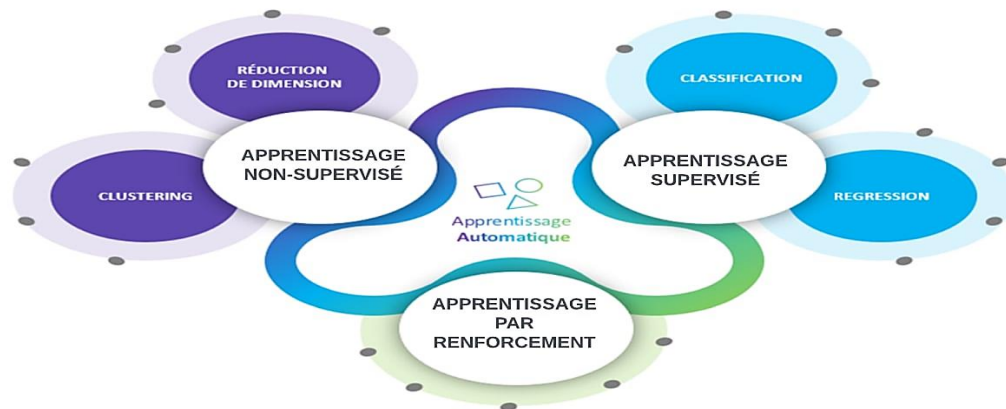 RÉDUCTION
DE DIMENSION
CLASSIFICATION
APPRENTISSAGE
NON-SUPERVISÉ
APPRENTISSAGE
SUPERVISÉ
CLUSTERING
REGRESSION
Apprentissage
Automatique
APPRENTISSAGE
PAR
RENFORCEMENT